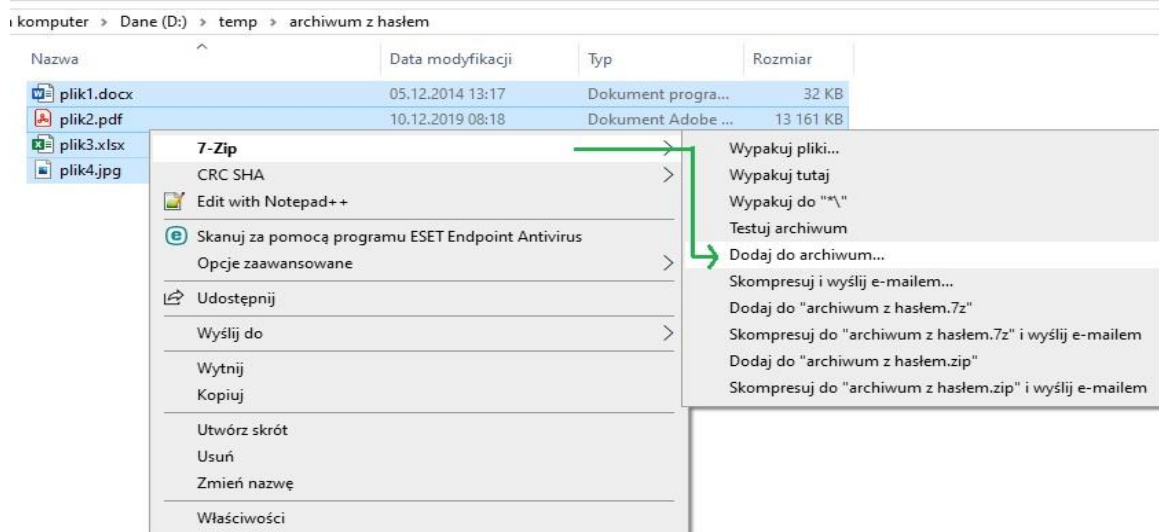 komputer > Dane (D:) > temp > archiwum z hasłem
Nazwa Data modyfikacji Typ Rozmiar
plik1.docx 05.12.2014 13:17 Dokument progra... 32 KB
plik2.pdf 10.12.2019 08:18 Dokument Adobe ... 13 161 KB
plik3.xlsx
plik4.jpg
7-Zip
CRC SHA
Edit with Notepad++
Skanuj za pomocą programu ESET Endpoint Antivirus
Opcje zaawansowane
Udostępnij
Wyślij do
Wytnij
Kopiuj
Utwórz skrót
Usuń
Zmień nazwę
Właściwości
Wypakuj pliki...
Wypakuj tutaj
Wypakuj do "*\"
Testuj archiwum
Dodaj do archiwum...
Skompresuj i wyślij e-mailem...
Dodaj do "archiwum z hasłem.7z"
Skompresuj do "archiwum z hasłem.7z" i wyślij e-mailem
Dodaj do "archiwum z hasłem.zip"
Skompresuj do "archiwum z hasłem.zip" i wyślij e-mailem